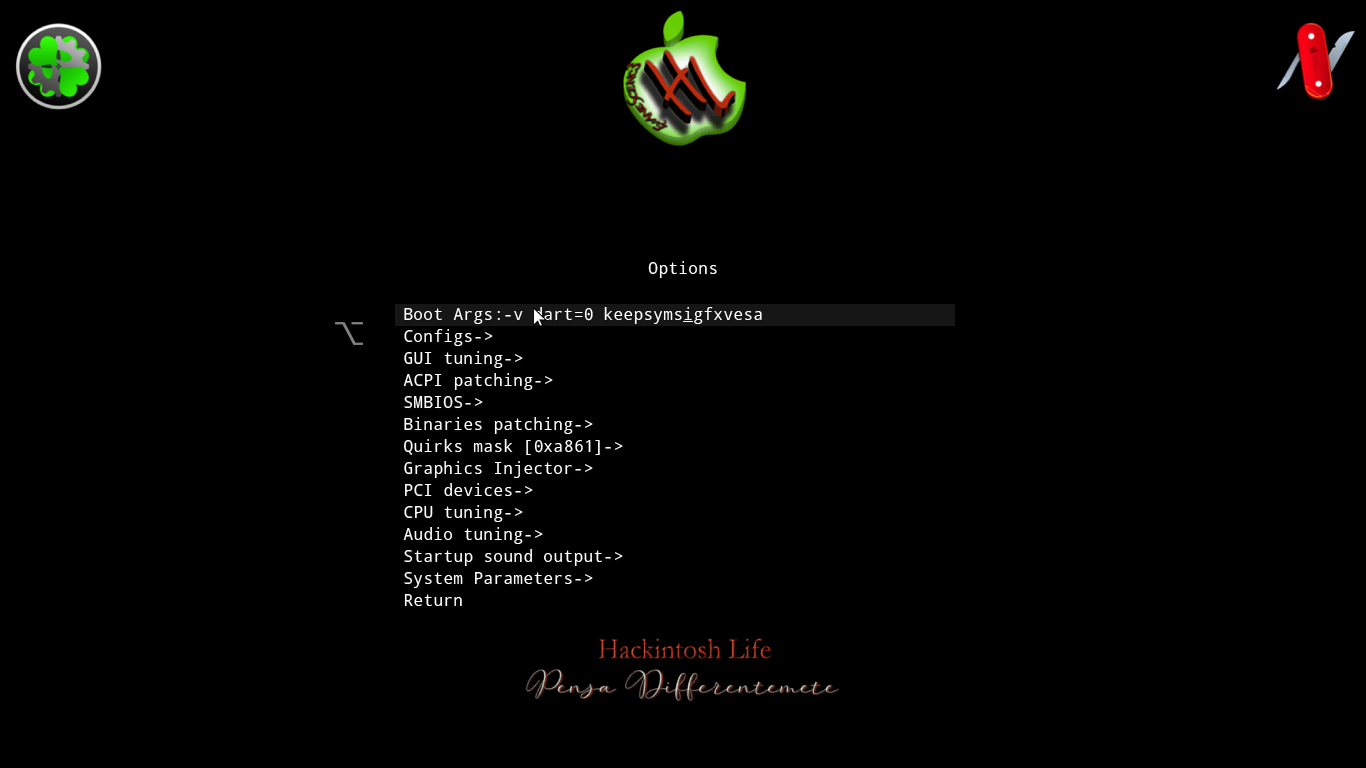 Options
Boot Args:-v dart=0 keepsymsigfxvesa
Configs->
GUI tuning->
ACPI patching->
SMBIOS->
Binaries patching->
Quirks mask [0xa861]->
Graphics Injector->
PCI devices->
CPU tuning->
Audio tuning->
Startup sound output->
System Parameters->
Return
Hackintosh Life
Pensa Differentemete